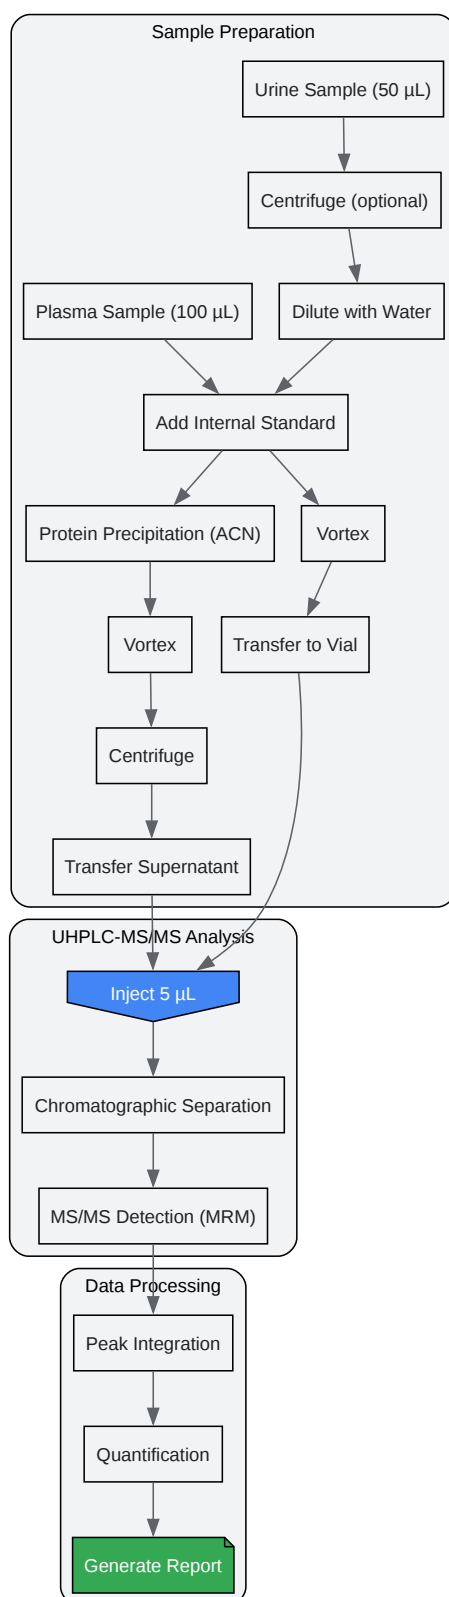 Sample Preparation
Urine Sample (50 µL)
Centrifuge (optional)
Plasma Sample (100 µL)
Dilute with Water
Add Internal Standard
Protein Precipitation (ACN)
Vortex
Vortex
Transfer to Vial
Centrifuge
Transfer Supernatant
UHPLC-MS/MS Analysis
Inject 5 µL
Chromatographic Separation
MS/MS Detection (MRM)
Data Processing
Peak Integration
Quantification
Generate Report